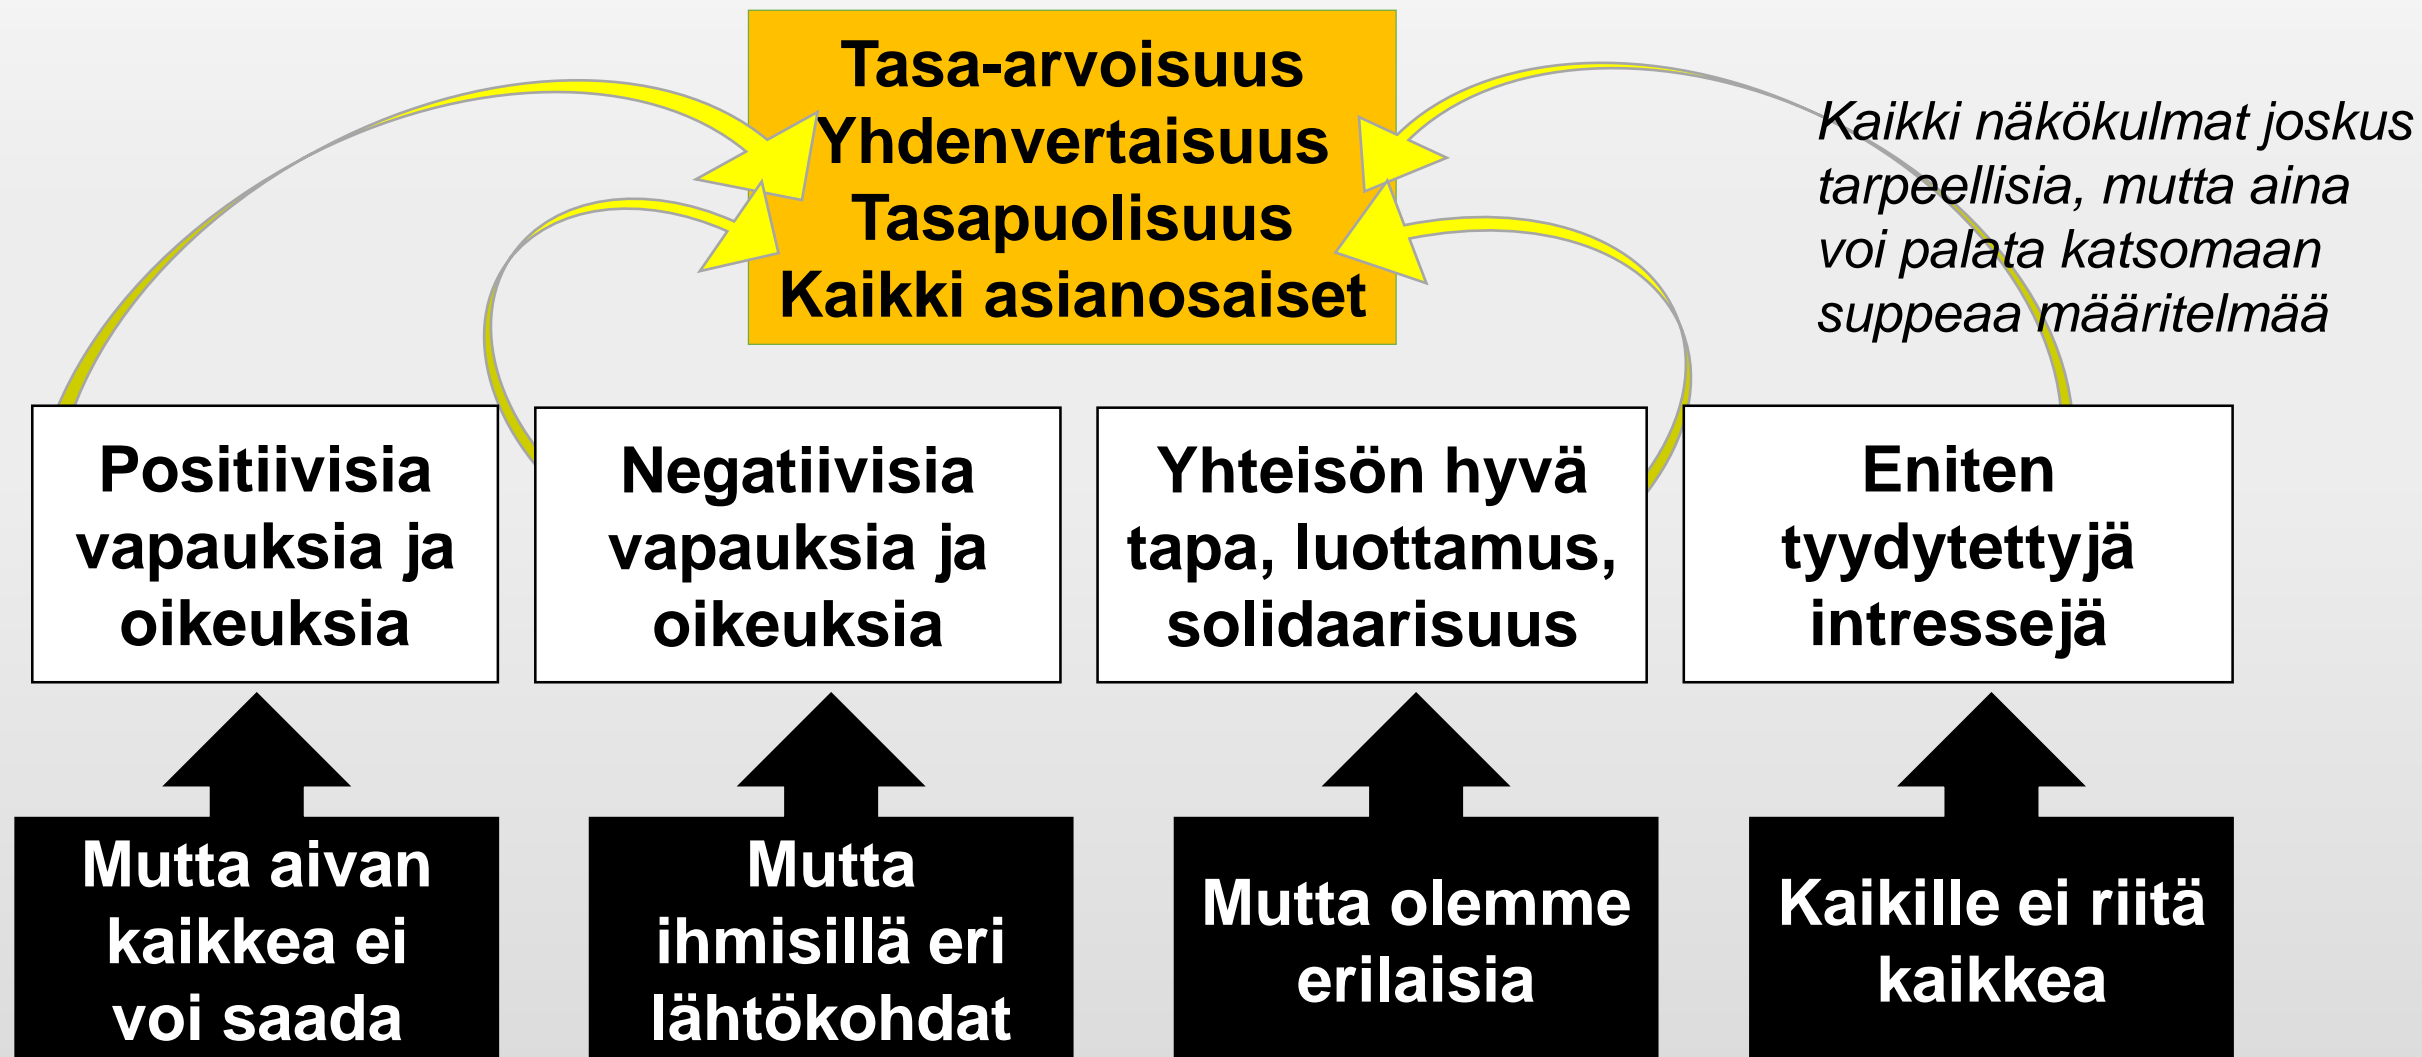 Tasa-arvoisuus
Yhdenvertaisuus
Tasapuolisuus
Kaikki asianosaiset
Kaikki näkökulmat joskus
tarpeellisia, mutta aina
voi palata katsomaan
suppeaa määritelmää
Positiivisia
vapauksia ja
oikeuksia
Negatiivisia
vapauksia ja
oikeuksia
Yhteisön hyvä
tapa, luottamus,
solidaarisuus
Eniten
tyydytettyjä
intressejä
Mutta aivan
kaikkea ei
voi saada
Mutta
ihmisillä eri
lähtökohdat
Mutta olemme
erilaisia
Kaikille ei riitä
kaikkea